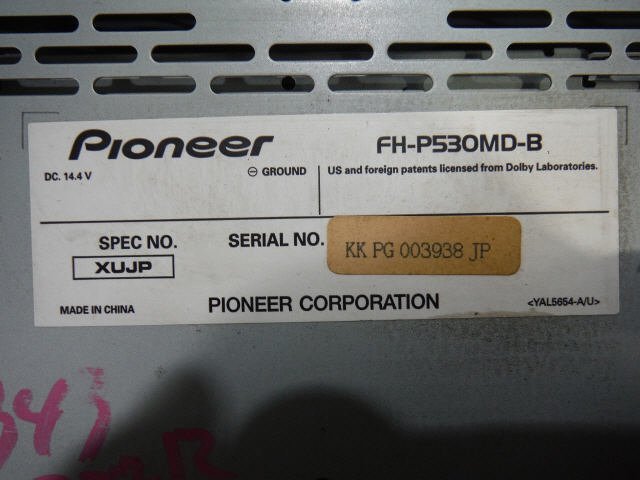 Pioneer
FH-P530MD-B
DC. 14.4 V
⊖ GROUND
US and foreign patents licensed from Dolby Laboratories.
SPEC NO.
XUJP
SERIAL NO.
KK PG 003938 JP
MADE IN CHINA
PIONEER CORPORATION
<YAL5654-A/U>